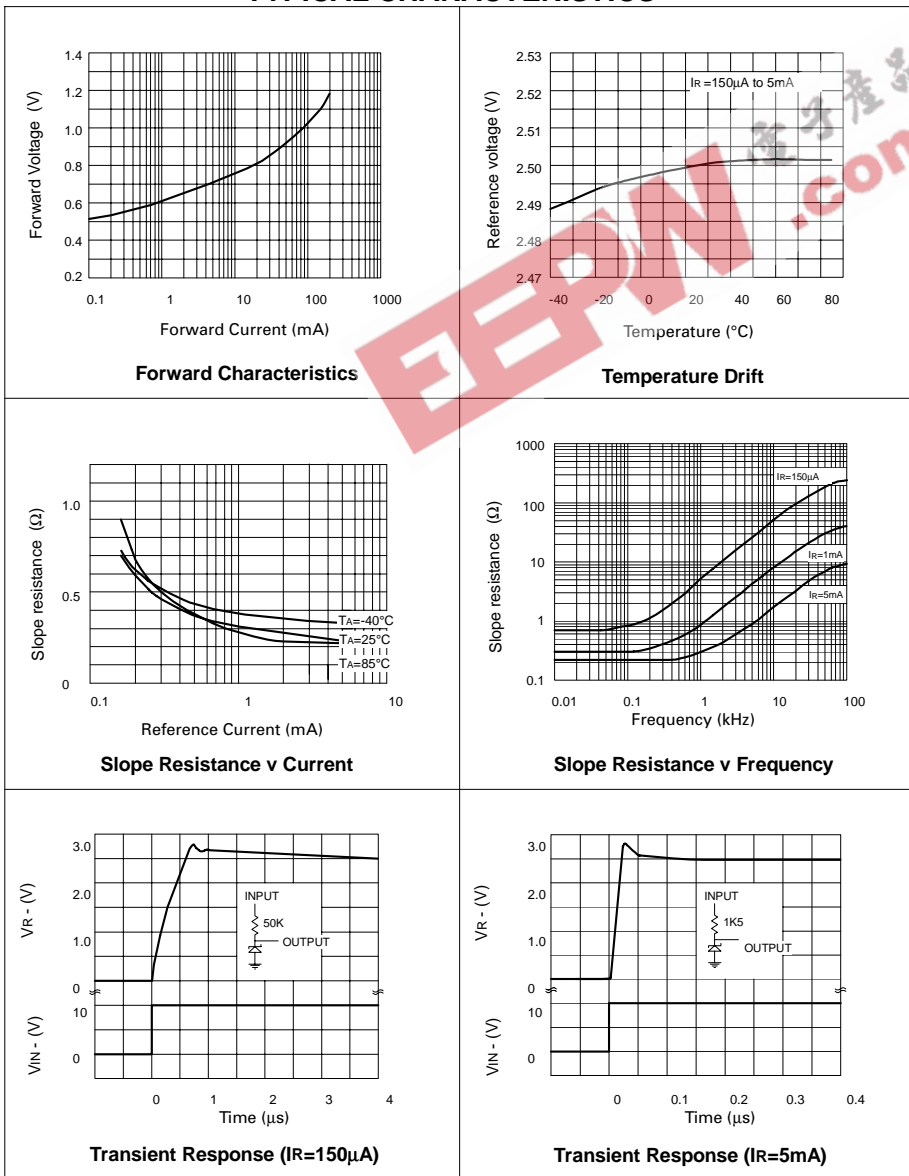 Forward Voltage (V)
1.4
1.2
1.0
0.8
0.6
0.4
0.2
0.1 1 10 100 1000
Forward Current (mA)
Forward Characteristics
Reference voltage (V)
2.53
2.52
2.51
2.50
2.49
2.48
2.47
IR=150µA to 5mA
-40 -20 0 20 40 60 80
Temperature (°C)
Temperature Drift
電子產品
EEPW .com
Slope resistance (Ω)
1.0
0.5
0
TA=-40°C
TA=25°C
TA=85°C
0.1 1 10
Reference Current (mA)
Slope Resistance v Current
Slope resistance (Ω)
1000
100
10
1
0.1
IR=150µA
IR=1mA
IR=5mA
0.01 0.1 1 10 100
Frequency (kHz)
Slope Resistance v Frequency
VR - (V)
3.0
2.0
1.0
0
INPUT
50K
OUTPUT
VIN - (V)
10
0
0 1 2 3 4
Time (µs)
Transient Response (IR=150µA)
VR - (V)
3.0
2.0
1.0
0
INPUT
1K5
OUTPUT
VIN - (V)
10
0
0 0.1 0.2 0.3 0.4
Time (µs)
Transient Response (IR=5mA)